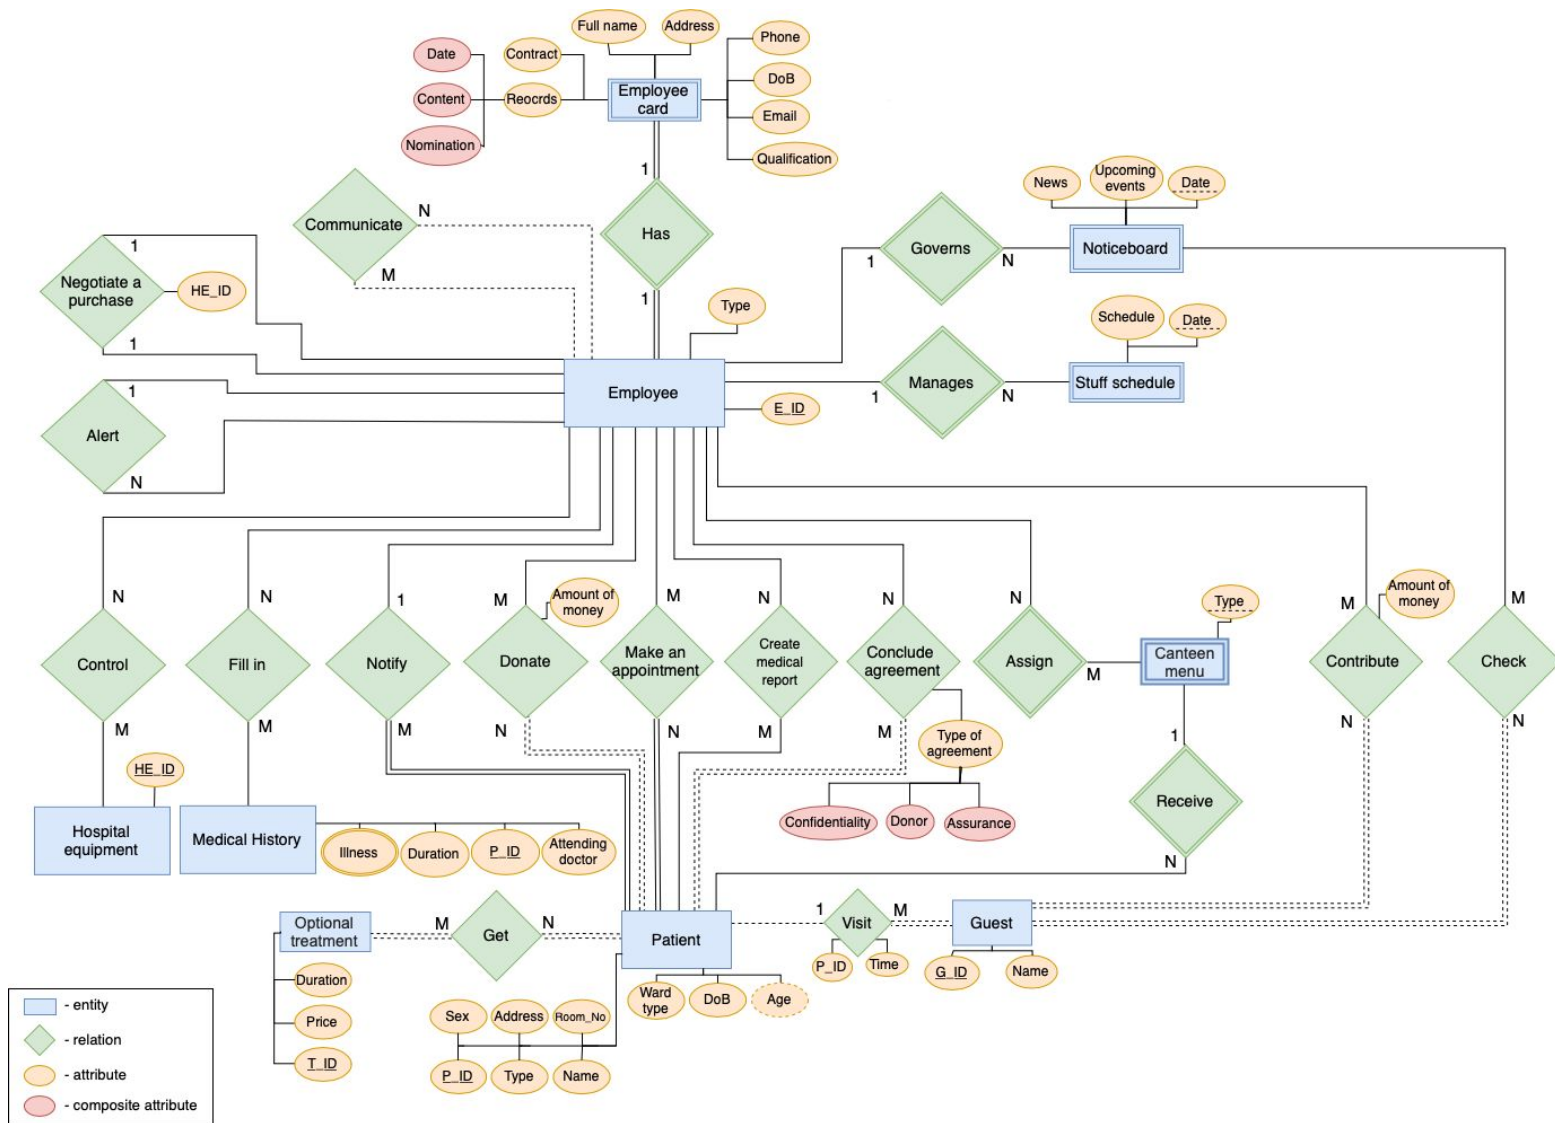 Full name
Address
Phone
Date
Contract
DoB
Content
Reocrds
Employee
card
Email
Nomination
Qualification
1
Communicate
N
Has
M
1
News
Upcoming
events
Date
Governs
1
N
Noticeboard
1
Negotiate a
purchase
HE_ID
1
Type
Schedule
Date
Employee
Manages
1
N
Stuff schedule
E_ID
1
Alert
N
N
N
1
M
Amount of
money
M
N
N
N
Type
M
Amount of
money
M
Control
Fill in
Notify
Donate
Make an
appointment
Create
medical
report
Conclude
agreement
Assign
M
Canteen
menu
Contribute
Check
M
M
M
N
N
M
M
Type of
agreement
1
N
N
HE_ID
Hospital
equipment
Medical History
Illness
Duration
P_ID
Attending
doctor
Confidentiality
Donor
Assurance
Receive
N
Optional
treatment
M
Get
N
Patient
1
Visit
M
Guest
P_ID
Time
G_ID
Name
Duration
Price
T_ID
Ward
type
DoB
Age
Sex
Address
Room_No
P_ID
Type
Name
- entity
- relation
- attribute
- composite attribute